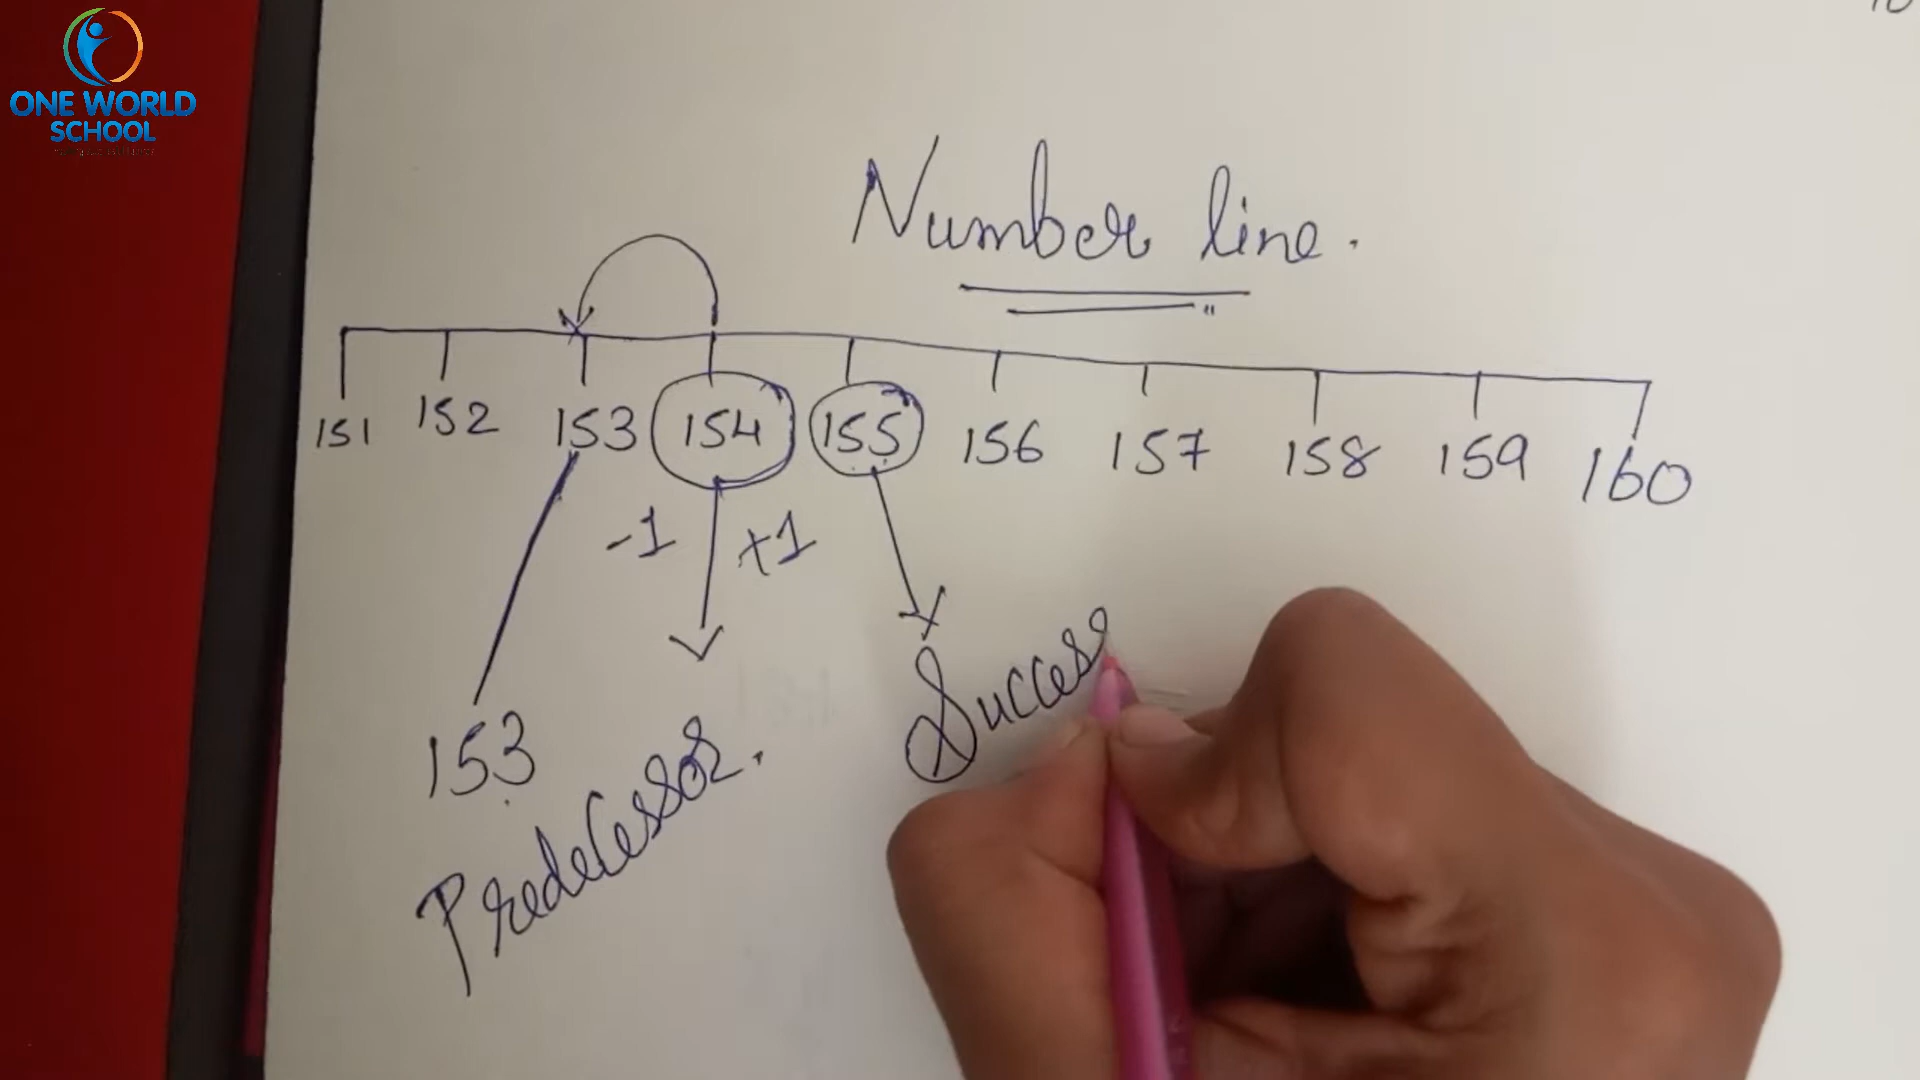 ONE WORLD
SCHOOL
Number line.
151 152 153 154 155 156 157 158 159 160
-1 +1
153
Predecessor.
Success